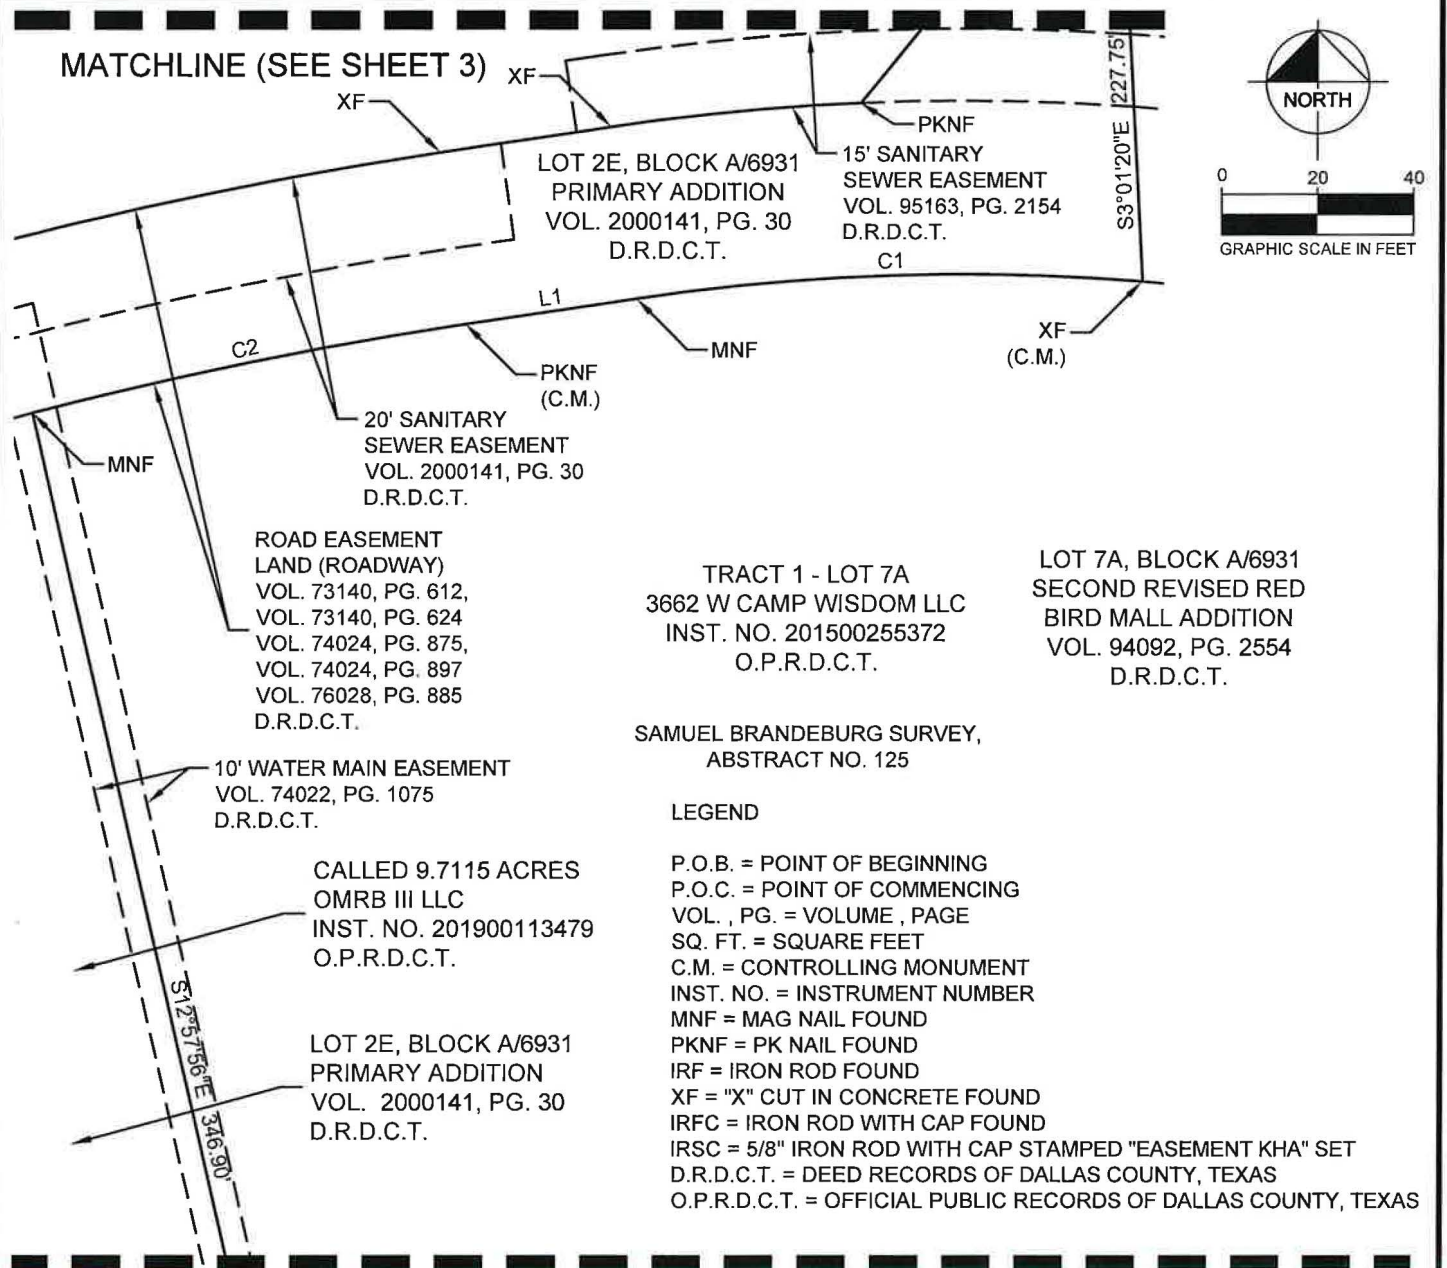 MATCHLINE (SEE SHEET 3)
XF
XF
PKNF
S3°01'20"E 227.75'
NORTH
0 20 40
GRAPHIC SCALE IN FEET
LOT 2E, BLOCK A/6931
PRIMARY ADDITION
VOL. 2000141, PG. 30
D.R.D.C.T.
15' SANITARY
SEWER EASEMENT
VOL. 95163, PG. 2154
D.R.D.C.T.
C1
L1
C2
MNF
XF
(C.M.)
PKNF
(C.M.)
20' SANITARY
SEWER EASEMENT
VOL. 2000141, PG. 30
D.R.D.C.T.
MNF
ROAD EASEMENT
LAND (ROADWAY)
VOL. 73140, PG. 612,
VOL. 73140, PG. 624
VOL. 74024, PG. 875,
VOL. 74024, PG. 897
VOL. 76028, PG. 885
D.R.D.C.T.
TRACT 1 - LOT 7A
3662 W CAMP WISDOM LLC
INST. NO. 201500255372
O.P.R.D.C.T.
LOT 7A, BLOCK A/6931
SECOND REVISED RED
BIRD MALL ADDITION
VOL. 94092, PG. 2554
D.R.D.C.T.
SAMUEL BRANDEBURG SURVEY,
ABSTRACT NO. 125
10' WATER MAIN EASEMENT
VOL. 74022, PG. 1075
D.R.D.C.T.
CALLED 9.7115 ACRES
OMRB III LLC
INST. NO. 201900113479
O.P.R.D.C.T.
S12°57'56"E 346.90'
LOT 2E, BLOCK A/6931
PRIMARY ADDITION
VOL. 2000141, PG. 30
D.R.D.C.T.
LEGEND
P.O.B. = POINT OF BEGINNING
P.O.C. = POINT OF COMMENCING
VOL. , PG. = VOLUME , PAGE
SQ. FT. = SQUARE FEET
C.M. = CONTROLLING MONUMENT
INST. NO. = INSTRUMENT NUMBER
MNF = MAG NAIL FOUND
PKNF = PK NAIL FOUND
IRF = IRON ROD FOUND
XF = "X" CUT IN CONCRETE FOUND
IRFC = IRON ROD WITH CAP FOUND
IRSC = 5/8" IRON ROD WITH CAP STAMPED "EASEMENT KHA" SET
D.R.D.C.T. = DEED RECORDS OF DALLAS COUNTY, TEXAS
O.P.R.D.C.T. = OFFICIAL PUBLIC RECORDS OF DALLAS COUNTY, TEXAS